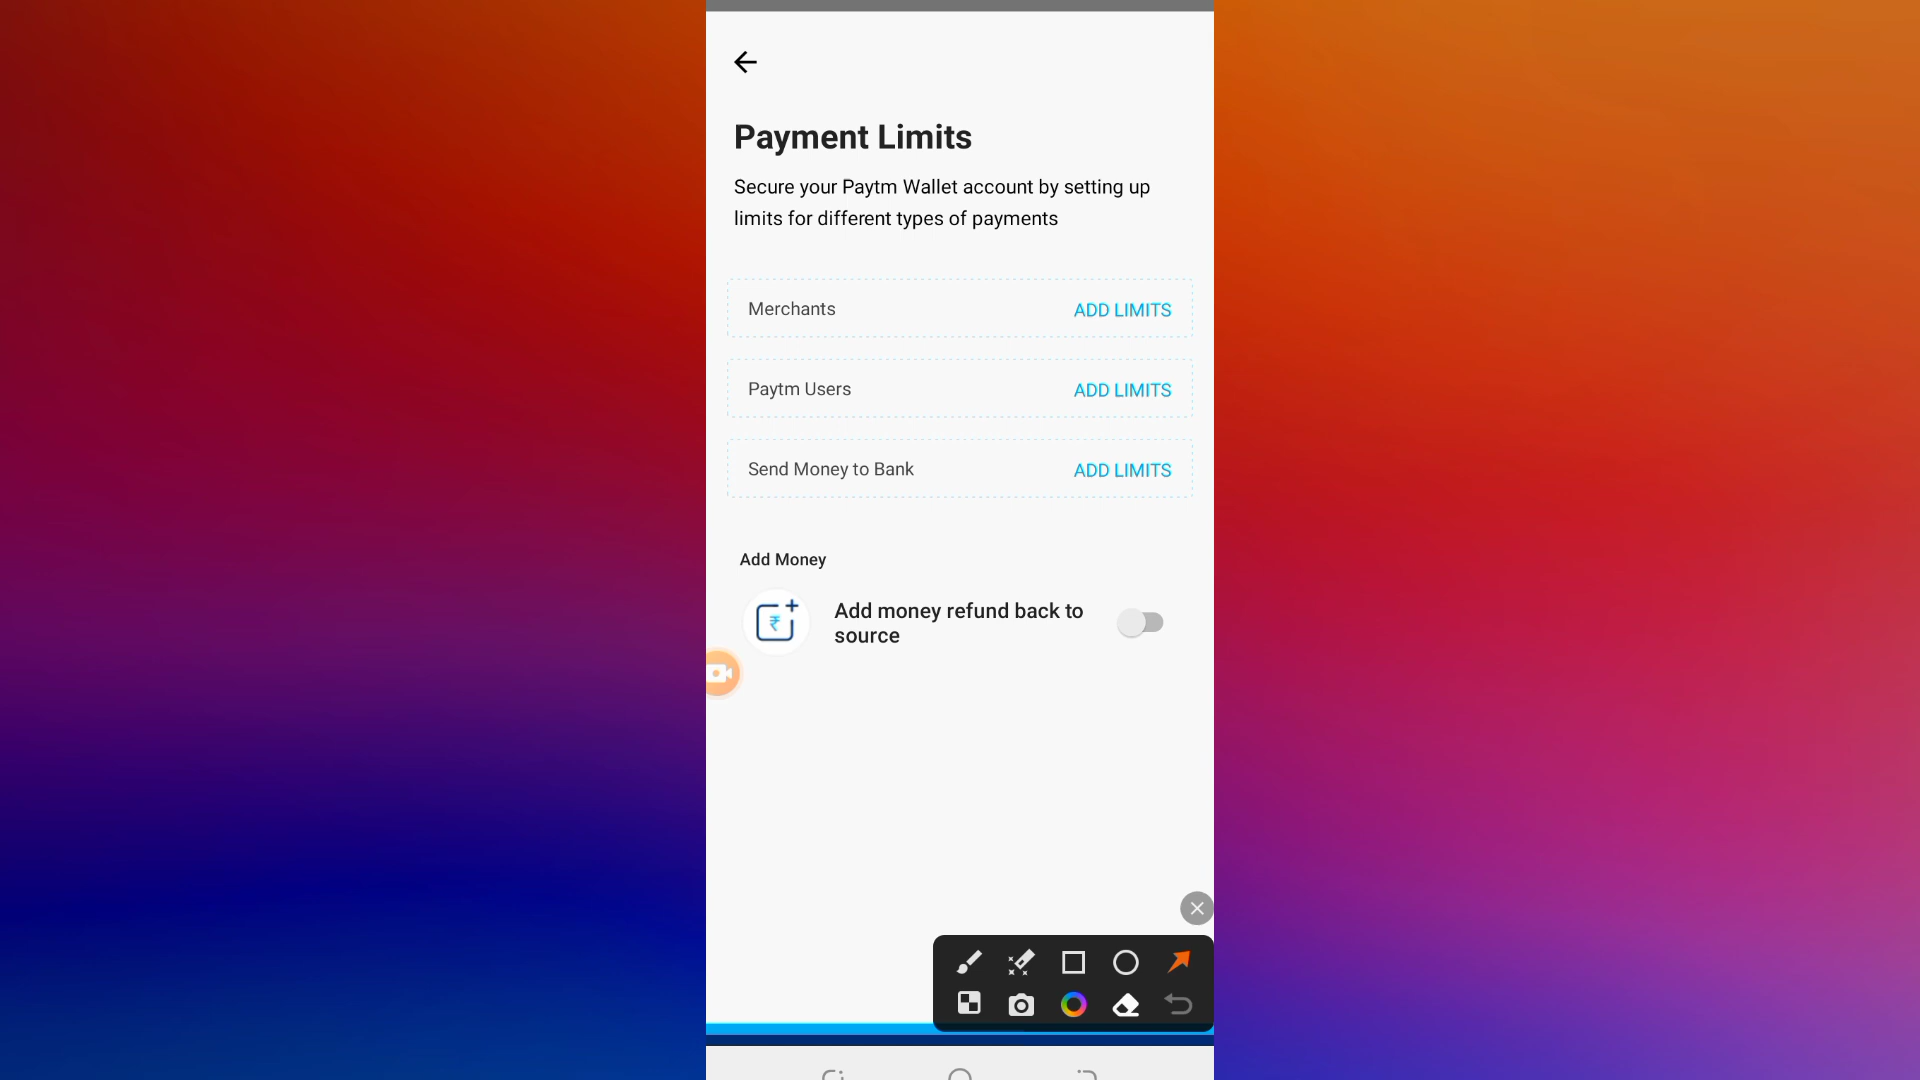 Payment Limits
Secure your Paytm Wallet account by setting up
limits for different types of payments
Merchants ADD LIMITS
Paytm Users ADD LIMITS
Send Money to Bank ADD LIMITS
Add Money
₹
Add money refund back to
source